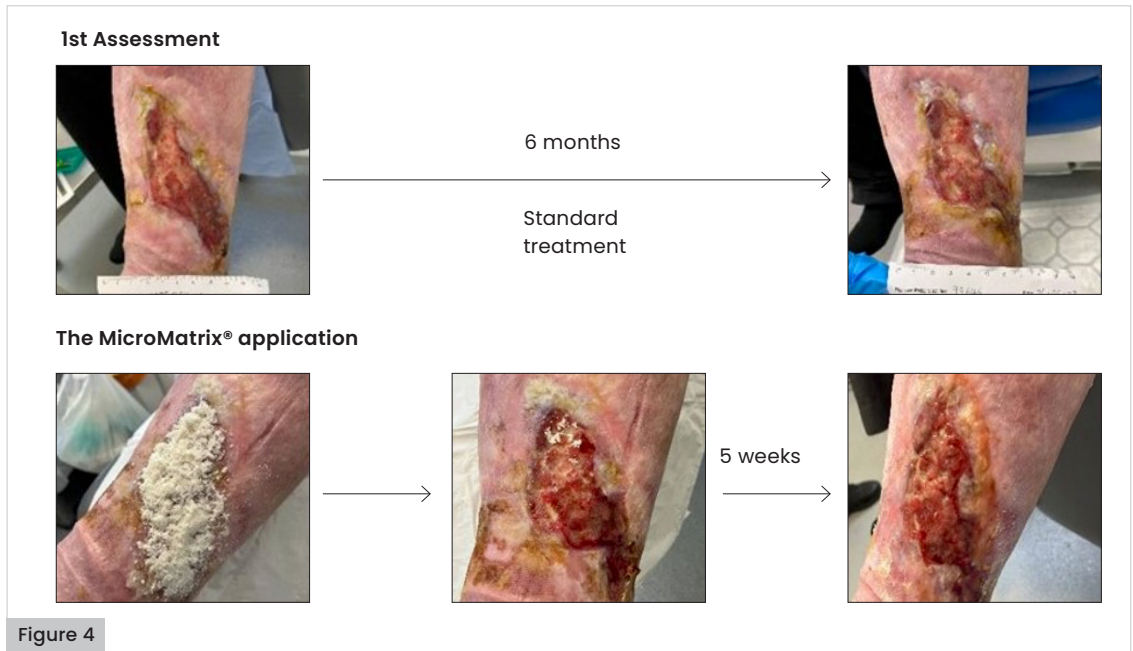 1st Assessment
6 months
Standard
treatment
The MicroMatrix® application
5 weeks
Figure 4